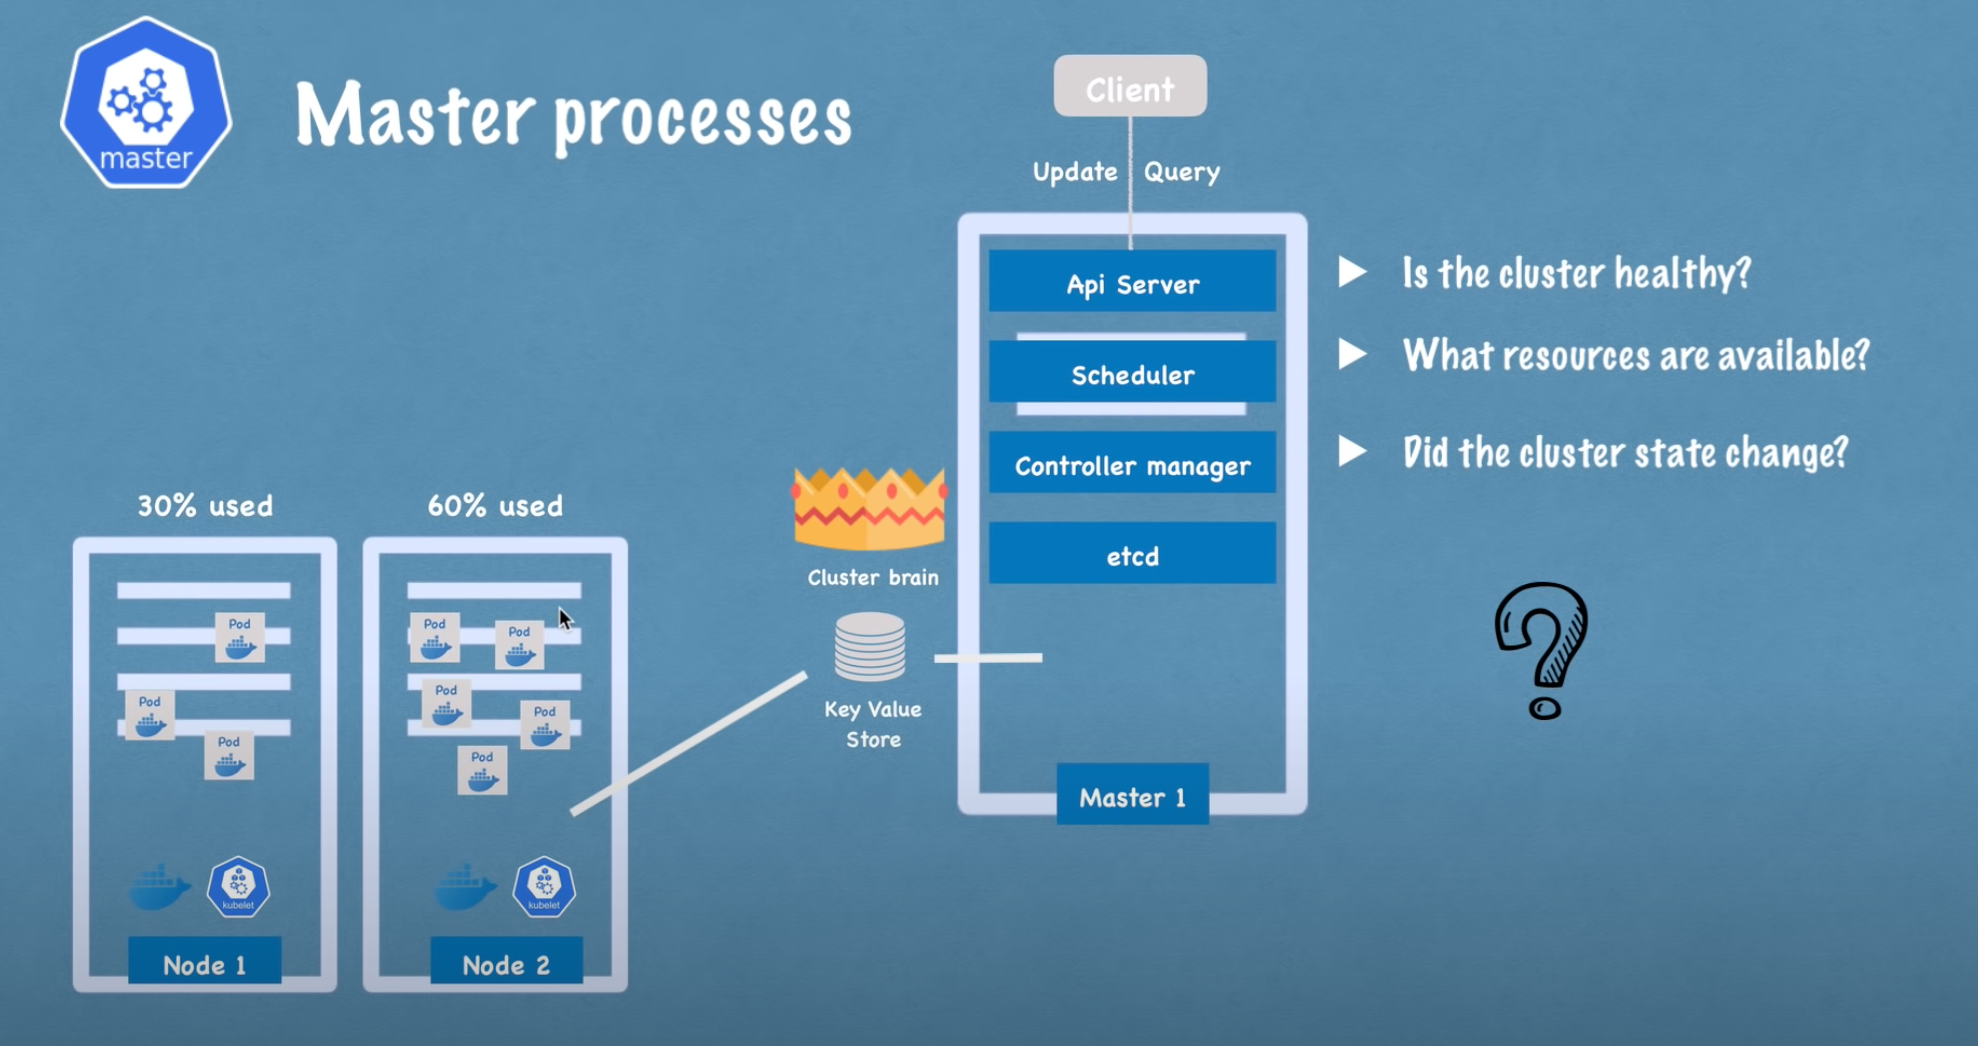 master
Master processes
Client
Update
Query
Api Server
Scheduler
Controller manager
etcd
Master 1
Is the cluster healthy?
What resources are available?
Did the cluster state change?
?
Cluster brain
Key Value
Store
30% used
Pod
Pod
Pod
kubelet
Node 1
60% used
Pod
Pod
Pod
Pod
Pod
kubelet
Node 2